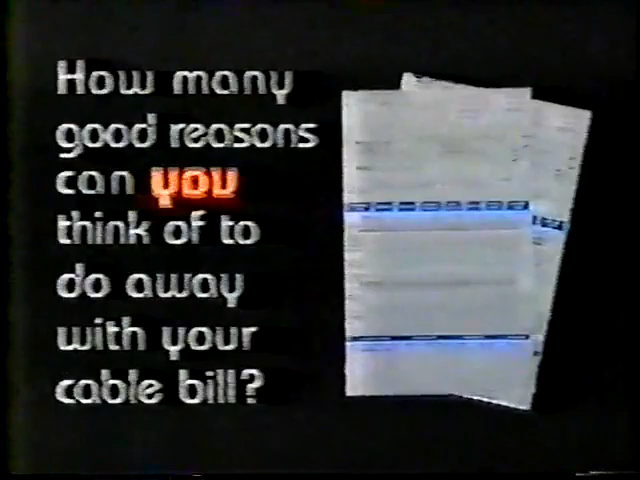 How many
good reasons
can you
think of to
do away
with your
cable bill?